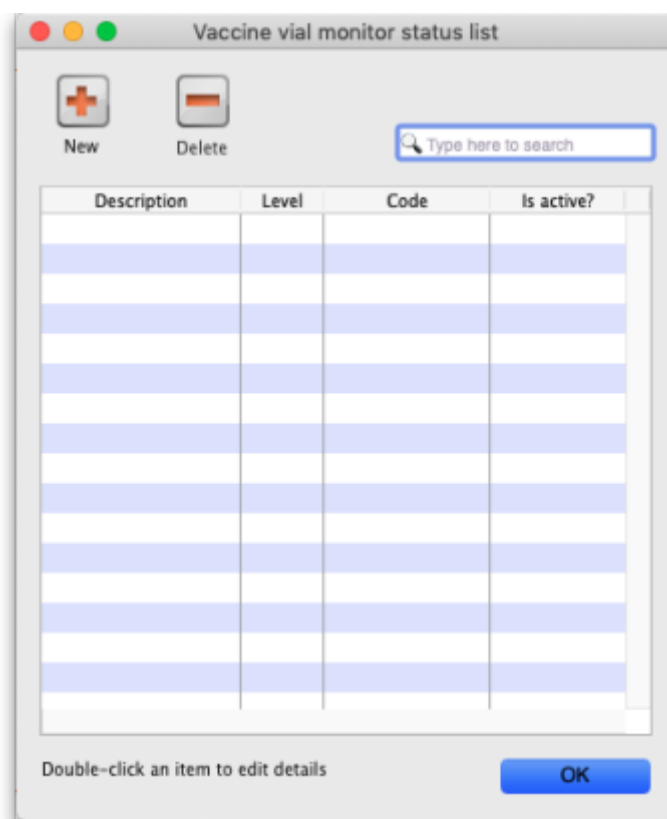 Vaccine vial monitor status list
New Delete
Type here to search
Description Level Code Is active?
Double-click an item to edit details
OK